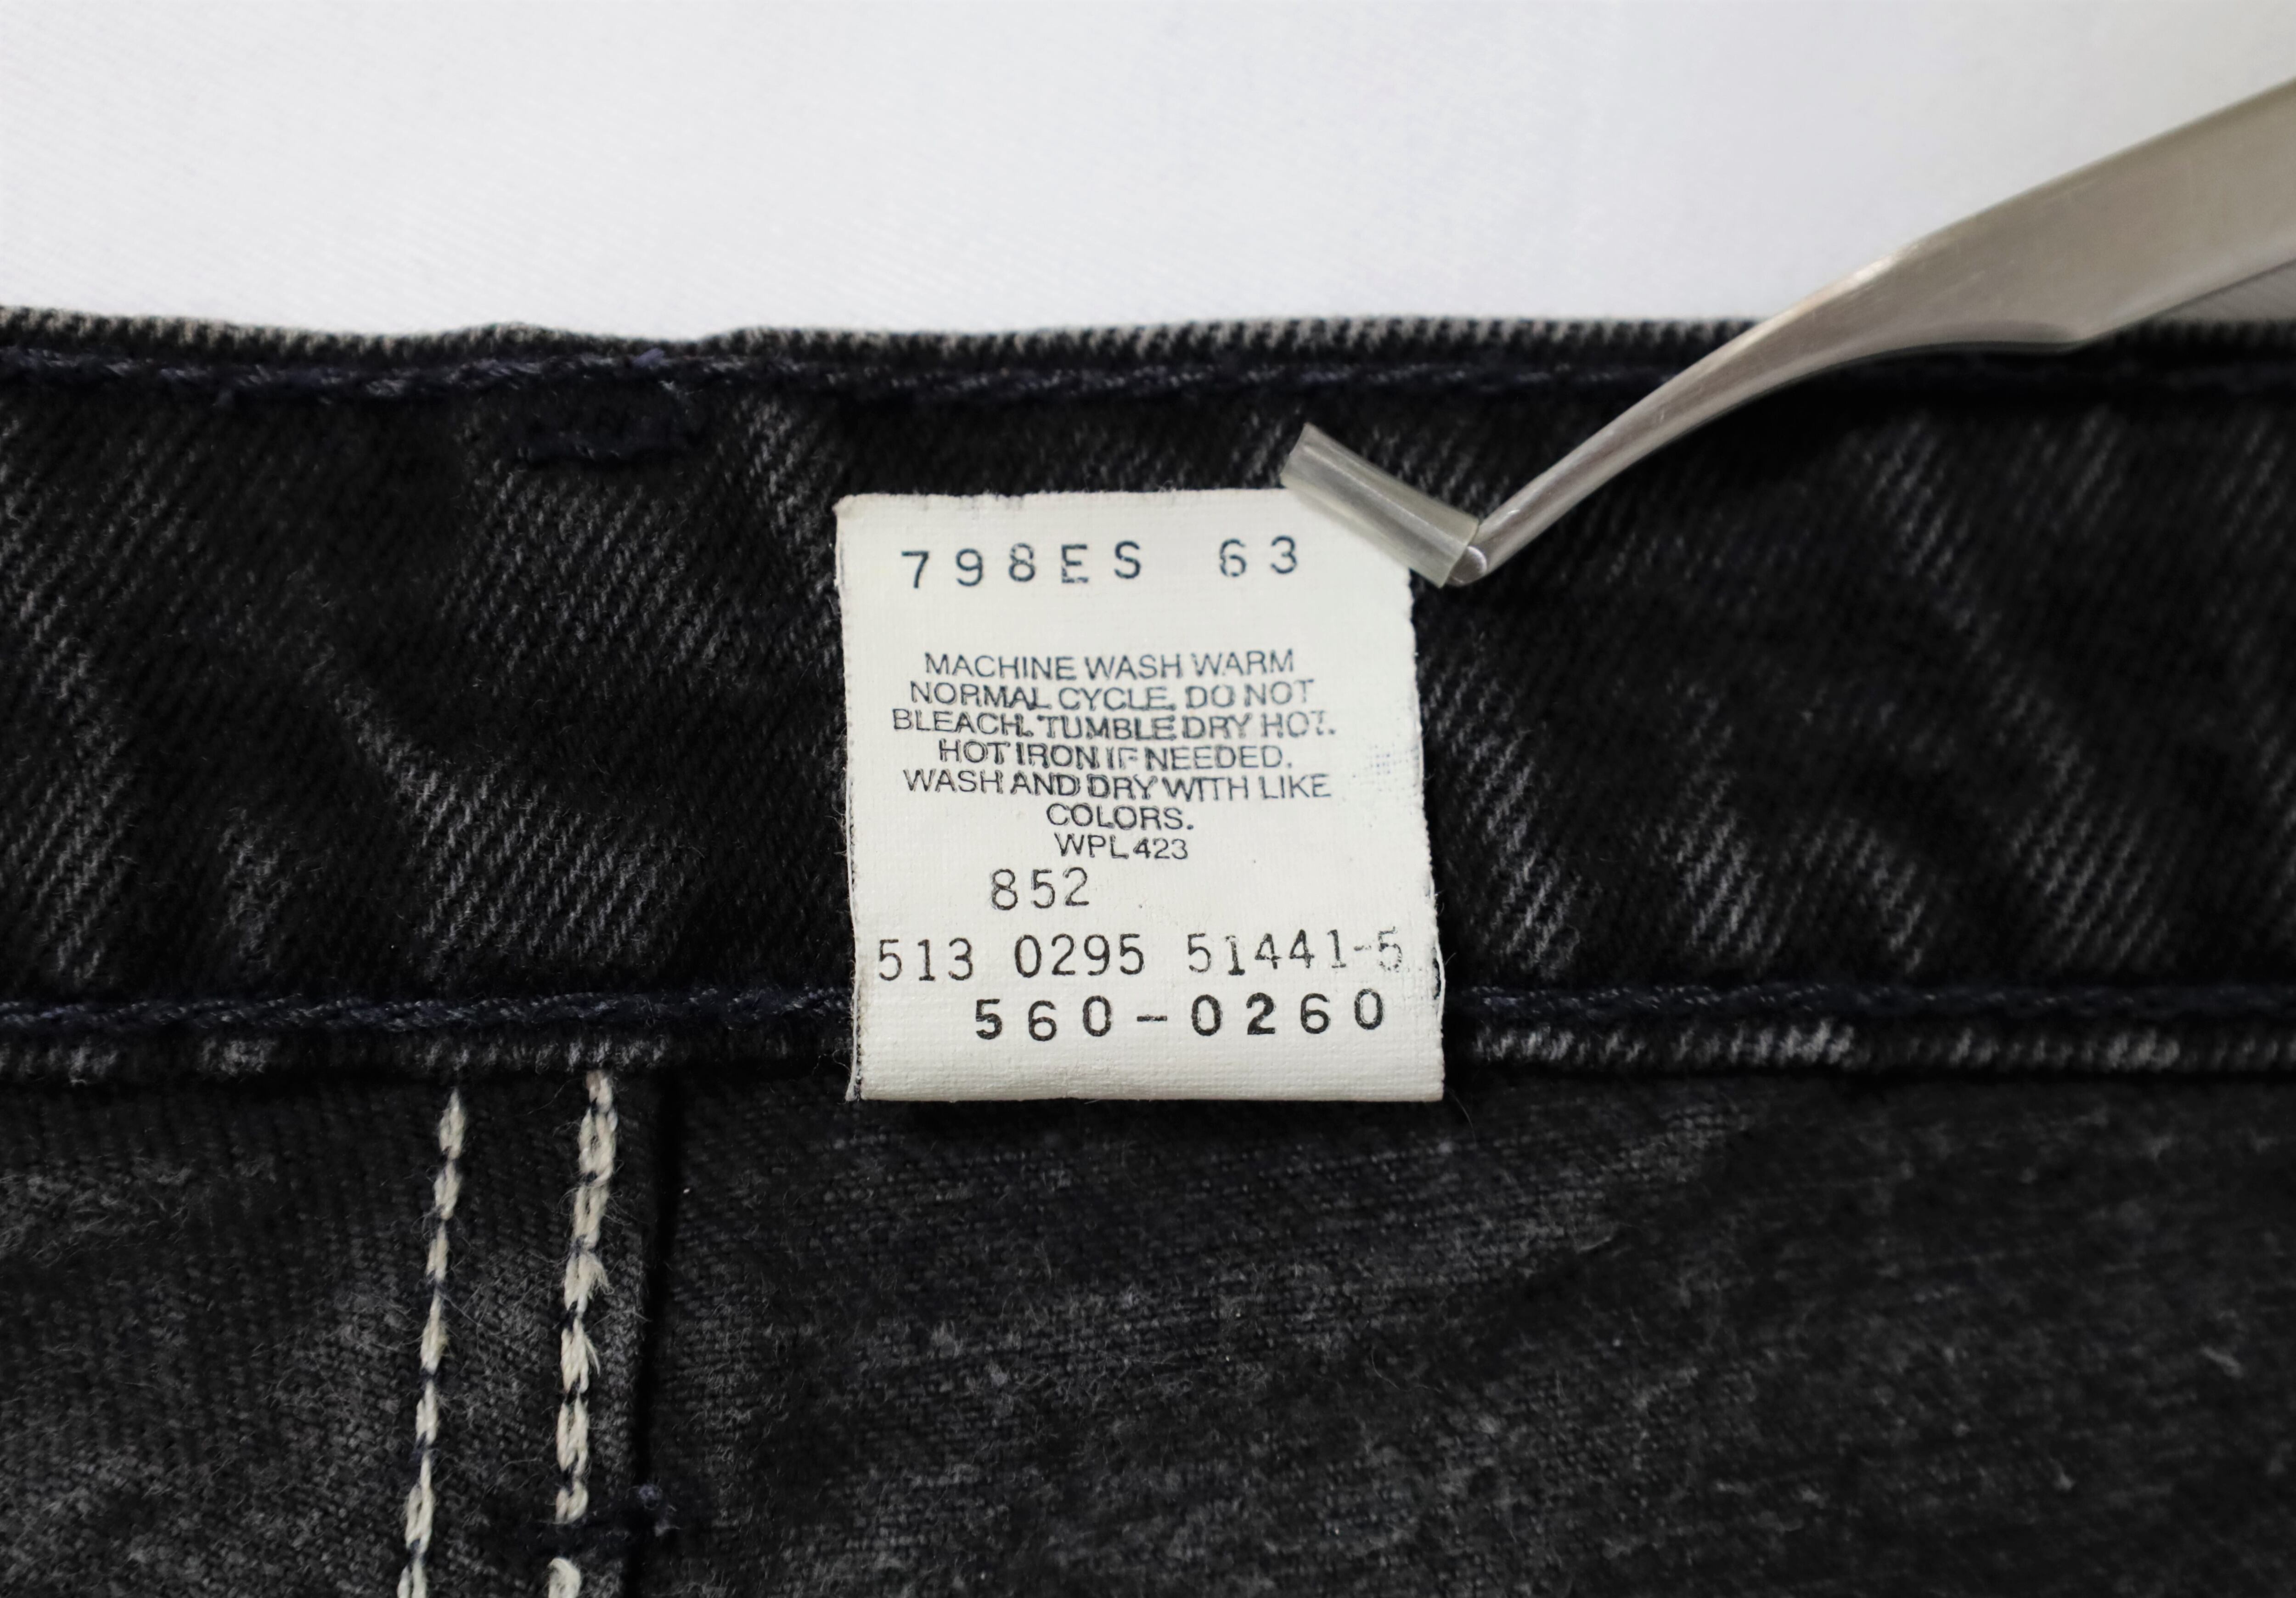 798ES 63
MACHINE WASH WARM
NORMAL CYCLE. DO NOT
BLEACH. TUMBLE DRY HOT.
HOT IRON IF NEEDED.
WASH AND DRY WITH LIKE
COLORS.
WPL 423
852
513 0295 51441-5
560-0260